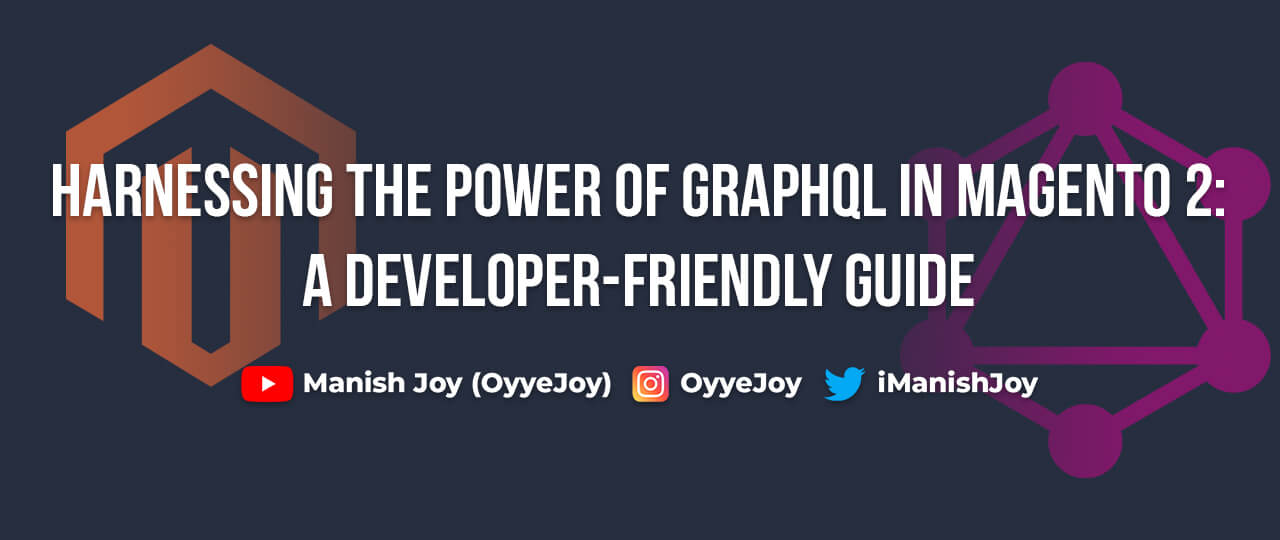 HARNESSING THE POWER OF GRAPHQL IN MAGENTO 2:
A DEVELOPER-FRIENDLY GUIDE
Manish Joy (OyyeJoy) OyyeJoy iManishJoy